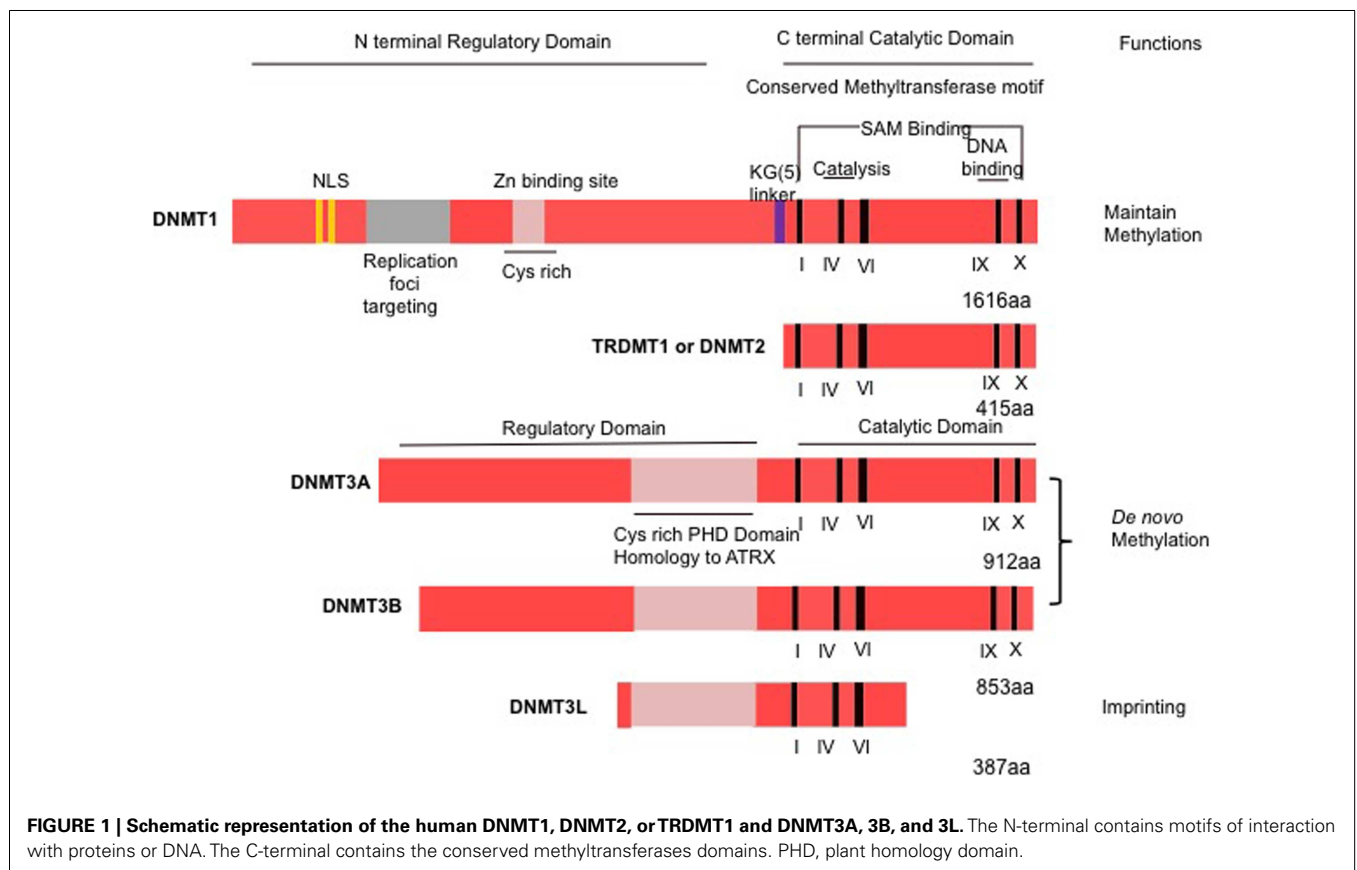 N terminal Regulatory Domain
C terminal Catalytic Domain
Functions
Conserved Methyltransferase motif
SAM Binding
DNA
binding
Catalysis
KG(5)
linker
NLS
Zn binding site
DNMT1
Maintain
Methylation
Replication
foci
targeting
Cys rich
I IV VI IX X
1616aa
TRDMT1 or DNMT2
I IV VI IX X
415aa
Regulatory Domain
Catalytic Domain
DNMT3A
Cys rich PHD Domain
Homology to ATRX
I IV VI IX X
912aa
De novo
Methylation
DNMT3B
I IV VI IX X
853aa
DNMT3L
Imprinting
I IV VI
387aa
FIGURE 1 | Schematic representation of the human DNMT1, DNMT2, or TRDMT1 and DNMT3A, 3B, and 3L. The N-terminal contains motifs of interaction
with proteins or DNA. The C-terminal contains the conserved methyltransferases domains. PHD, plant homology domain.